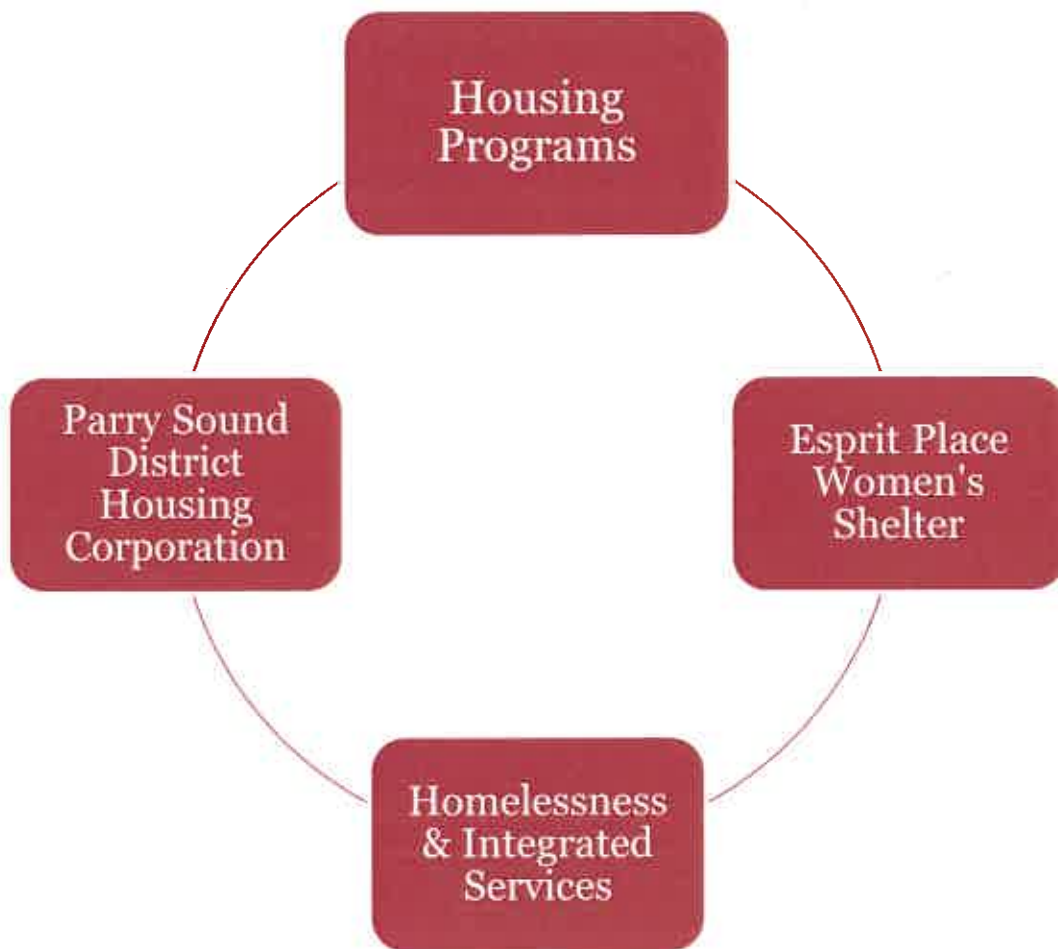 Housing
Programs
Parry Sound
District
Housing
Corporation
Esprit Place
Women's
Shelter
Homelessness
& Integrated
Services